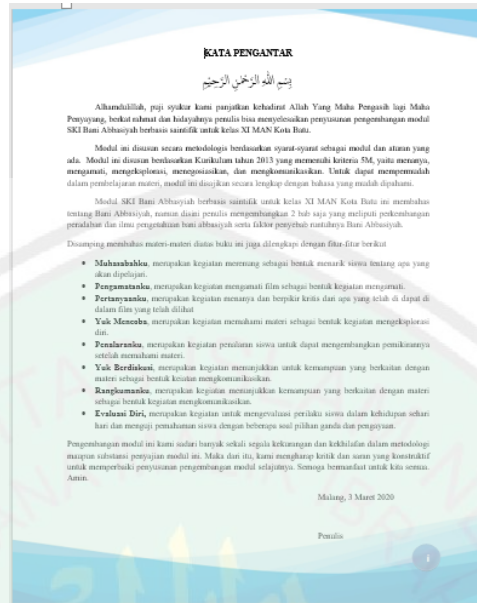 KATA PENGANTAR
بِسْمِ اللّٰهِ الرَّحْمٰنِ الرَّحِيْمِ
Alhamdulillah, puji syukur kami panjatkan kehadirat Allah Yang Maha Pengasih lagi Maha
Penyayang, berkat rahmat dan hidayahnya penulis bisa menyelesaikan penyusunan pengembangan modal
SKI Bani Abbasiyah berbasis saintifik untuk kelas XI MAN Kota Batu.
Modul ini disusun secara metodologis berdasarkan syarat-syarat sebagai modul dan aturan yang
ada. Modul ini disusun berdasarkan Kurikulum tahun 2013 yang memenuhi kriteria 5M, yaitu menanya,
mengamati, mengeksplorasi, menegosiasikan, dan mengkomunikasikan. Untuk dapat mempermudah
dalam pembelajaran materi, modul ini disajikan secara lengkap dengan bahasa yang mudah dipahami.
Modul SKI Bani Abbasiyah berbasis saintifik untuk kelas XI MAN Kota Batu ini membahas
tentang Bani Abbasiyah, namun disini penulis mengembangkan 2 bab saja yang meliputi perkembangan
peradaban dan ilmu pengetahuan bani abbasiyah serta faktor penyebab runtuhnya Bani Abbasiyah.
Disamping membahas materi-materi diatas buku ini juga dilengkapi dengan fitur-fitur berikut
▪ Muhasabahku, merupakan kegiatan merenung sebagai bentuk menarik siswa tentang apa yang
akan dipelajari.
▪ Pengamatanku, merupakan kegiatan mengamati film sebagai bentuk kegiatan mengamati.
▪ Pertanyaanku, merupakan kegiatan menanya dan berpikir kritis dari apa yang telah di dapat di
dalam film yang telah dilihat
▪ Yuk Mencoba, merupakan kegiatan memahami materi sebagai bentuk kegiatan mengeksplorasi
diri.
▪ Penalaranku, merupakan kegiatan penalaran siswa untuk dapat mengembangkan pemikirannya
setelah memahami materi.
▪ Yuk Berdiskusi, merupakan kegiatan menunjukkan untuk kemampuan yang berkaitan dengan
materi sebagai bentuk keiatan mengkomunikasikan.
▪ Rangkumanku, merupakan kegiatan menunjukkan kemampuan yang berkaitan dengan materi
sebagai bentuk kegiatan mengkomunikasikan.
▪ Evaluasi Diri, merupakan kegiatan untuk mengevaluasi perilaku siswa dalam kehidupan sehari
hari dan menguji pemahaman siswa dengan beberapa soal pilihan ganda dan pengayaan.
Pengembangan modul ini kami sadari banyak sekali segala kekurangan dan kekhilafan dalam metodologi
maupun substansi penyajian modul ini. Maka dari itu, kami mengharap kritik dan saran yang konstruktif
untuk memperbaiki penyusunan pengembangan modul selajutnya. Semoga bermanfaat untuk kita semua.
Amin.
Malang, 3 Maret 2020
Penulis